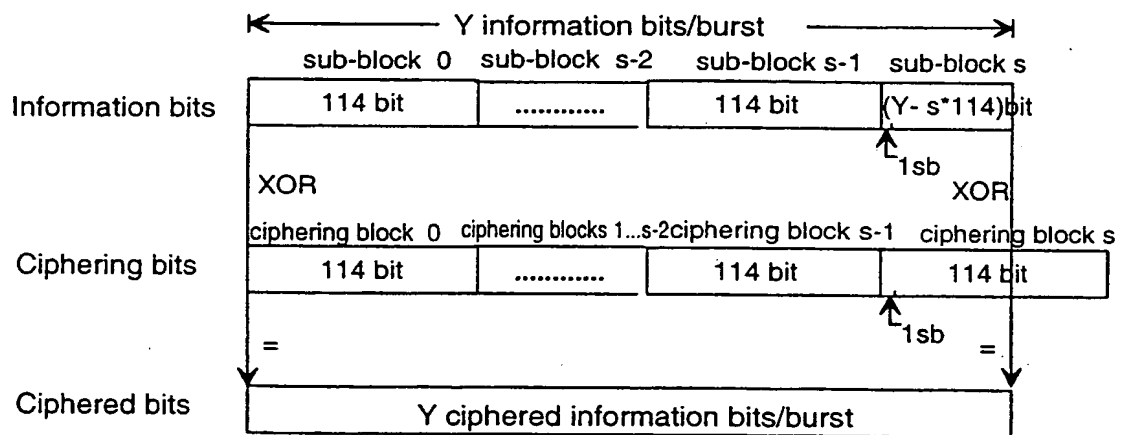 Y information bits/burst
sub-block 0 sub-block s-2 sub-block s-1 sub-block s
Information bits 114 bit ............ 114 bit (Y- s*114)bit
1sb
XOR XOR
ciphering block 0 ciphering blocks 1...s-2 ciphering block s-1 ciphering block s
Ciphering bits 114 bit ............ 114 bit 114 bit
1sb
= =
Ciphered bits Y ciphered information bits/burst